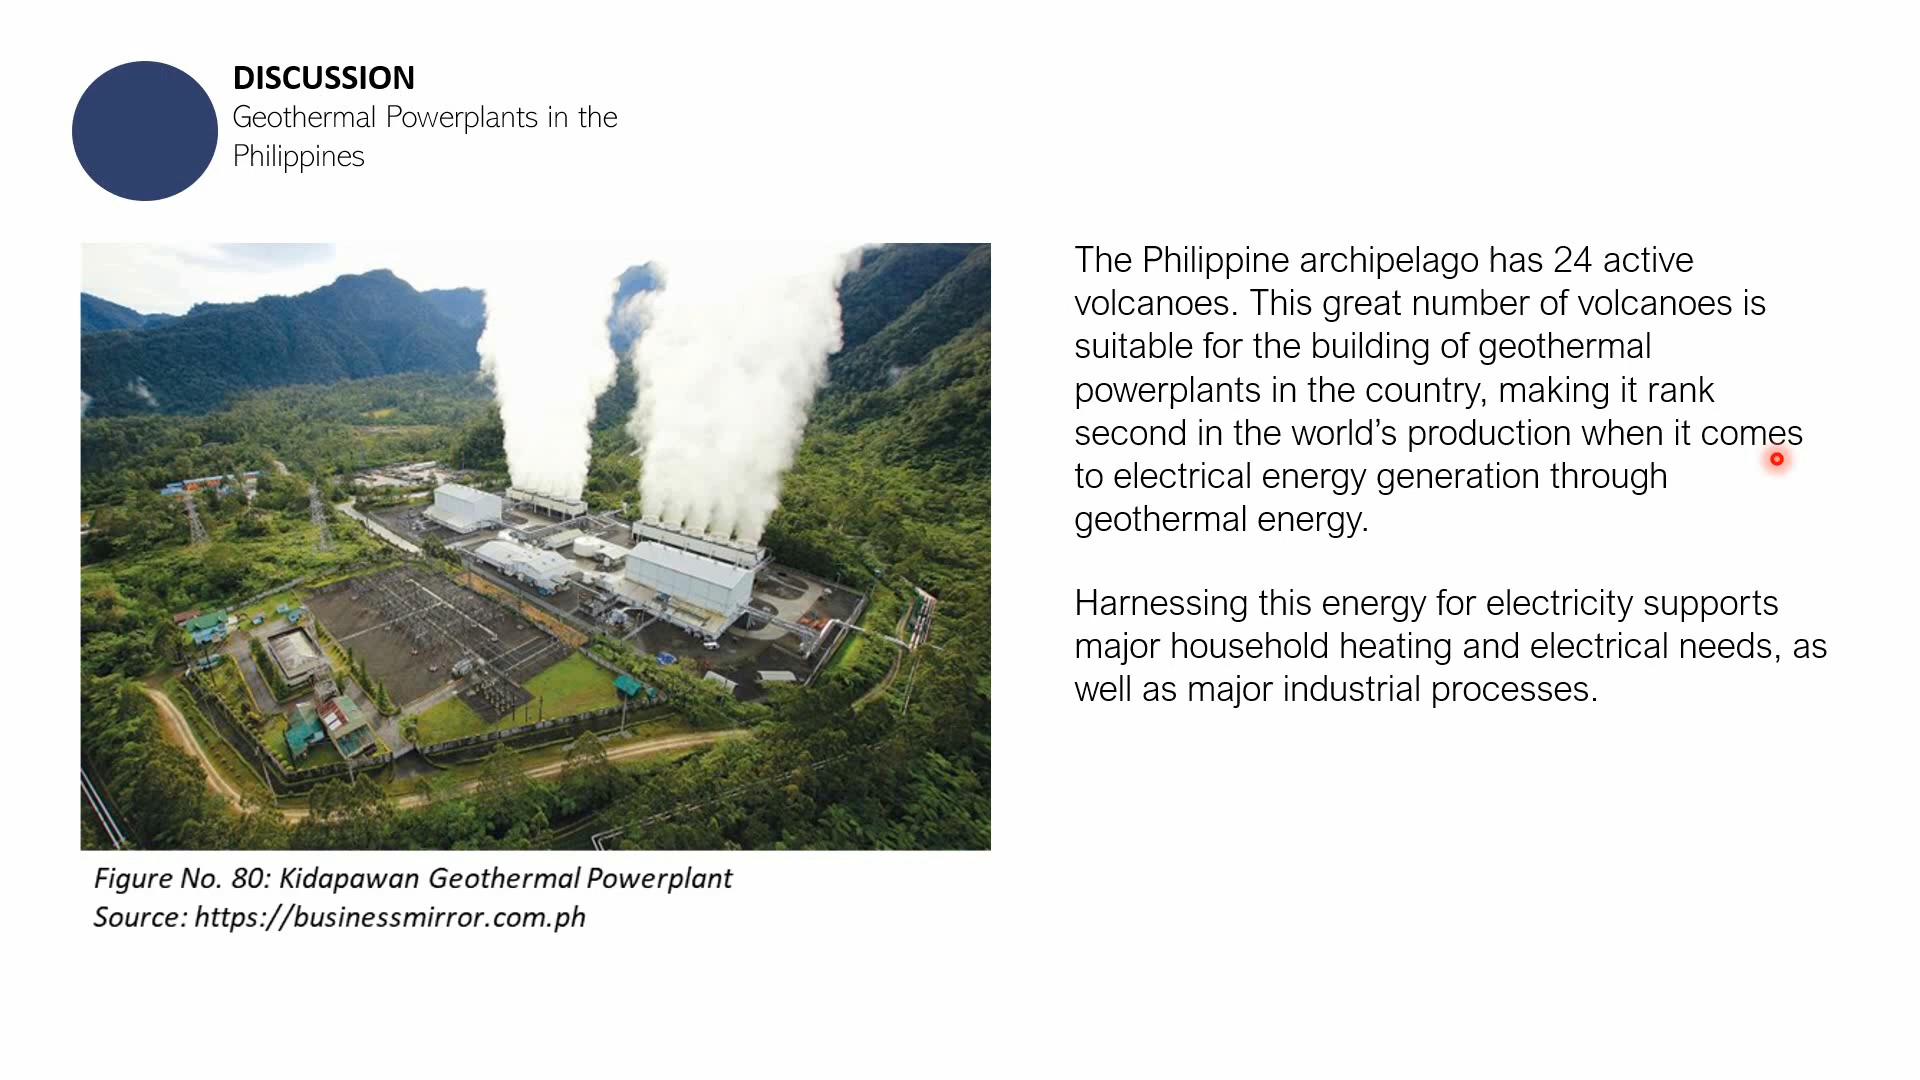 DISCUSSION
Geothermal Powerplants in the
Philippines
The Philippine archipelago has 24 active
volcanoes. This great number of volcanoes is
suitable for the building of geothermal
powerplants in the country, making it rank
second in the world’s production when it comes
to electrical energy generation through
geothermal energy.
Harnessing this energy for electricity supports
major household heating and electrical needs, as
well as major industrial processes.
Figure No. 80: Kidapawan Geothermal Powerplant
Source: https://businessmirror.com.ph